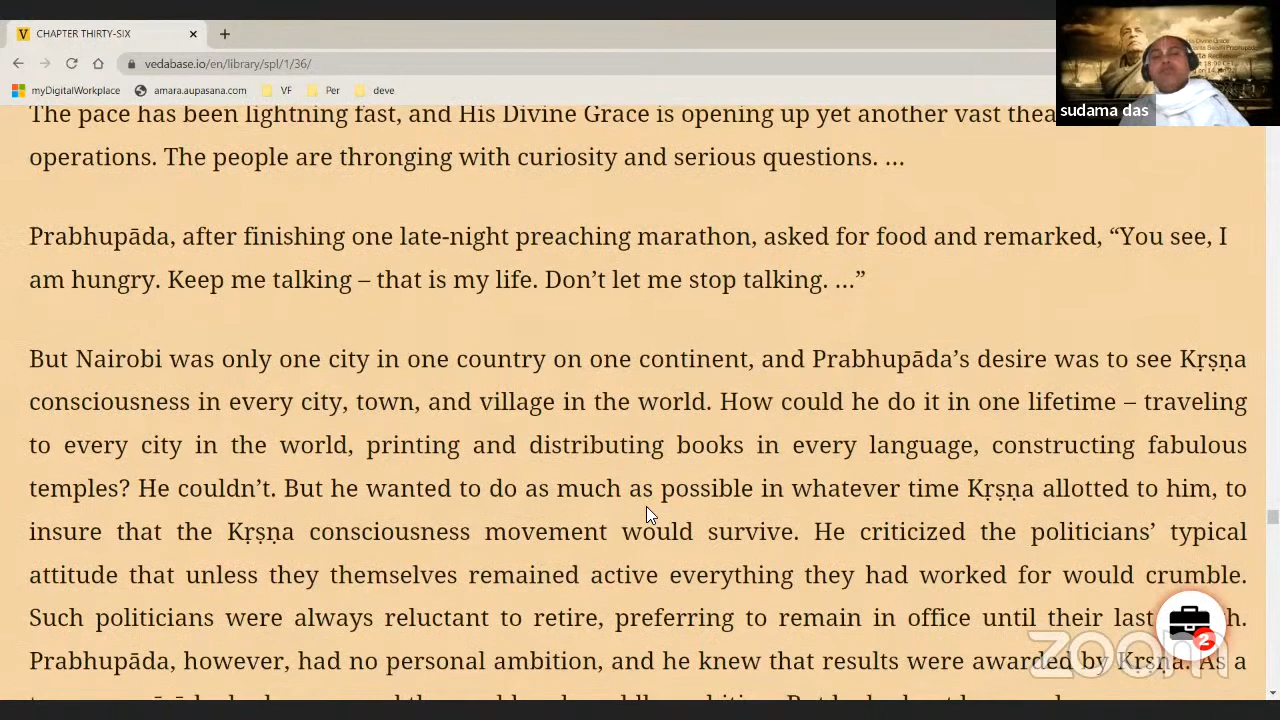 CHAPTER THIRTY-SIX
vedabase.io/en/library/spl/1/36/
myDigitalWorkplace amara.aupasana.com VF Per deve
sudama das
The pace has been lightning fast, and His Divine Grace is opening up yet another vast
operations. The people are thronging with curiosity and serious questions. …
Prabhupāda, after finishing one late-night preaching marathon, asked for food and remarked, “You see, I
am hungry. Keep me talking – that is my life. Don’t let me stop talking. …”
But Nairobi was only one city in one country on one continent, and Prabhupāda’s desire was to see Kṛṣṇa
consciousness in every city, town, and village in the world. How could he do it in one lifetime – traveling
to every city in the world, printing and distributing books in every language, constructing fabulous
temples? He couldn’t. But he wanted to do as much as possible in whatever time Kṛṣṇa allotted to him, to
insure that the Kṛṣṇa consciousness movement would survive. He criticized the politicians’ typical
attitude that unless they themselves remained active everything they had worked for would crumble.
Such politicians were always reluctant to retire, preferring to remain in office until their last
Prabhupāda, however, had no personal ambition, and he knew that results were awarded by Kṛṣṇa. As a
zoom
2